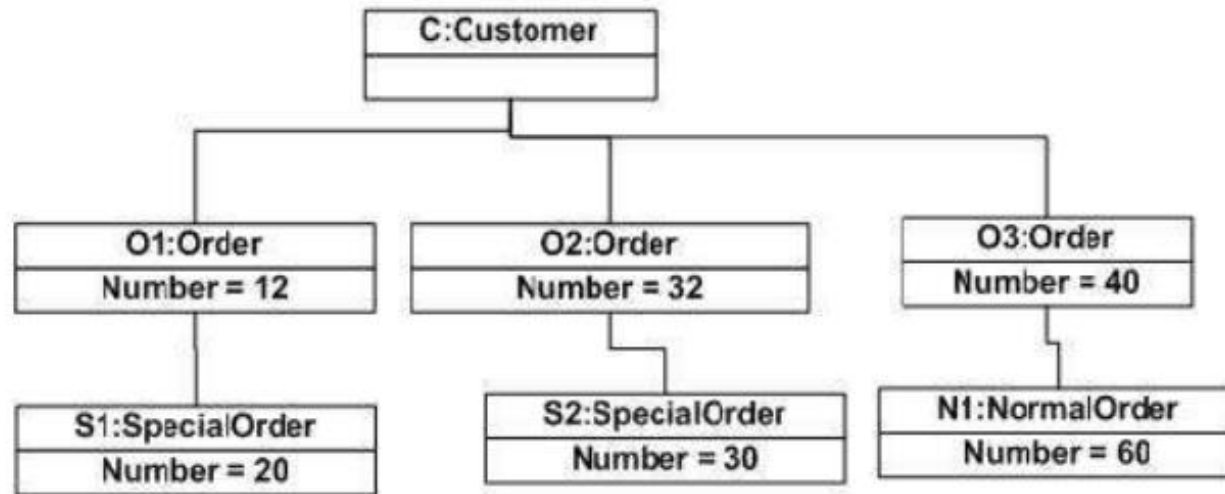 C:Customer
O1:Order
Number = 12
O2:Order
Number = 32
O3:Order
Number = 40
S1:SpecialOrder
Number = 20
S2:SpecialOrder
Number = 30
N1:NormalOrder
Number = 60